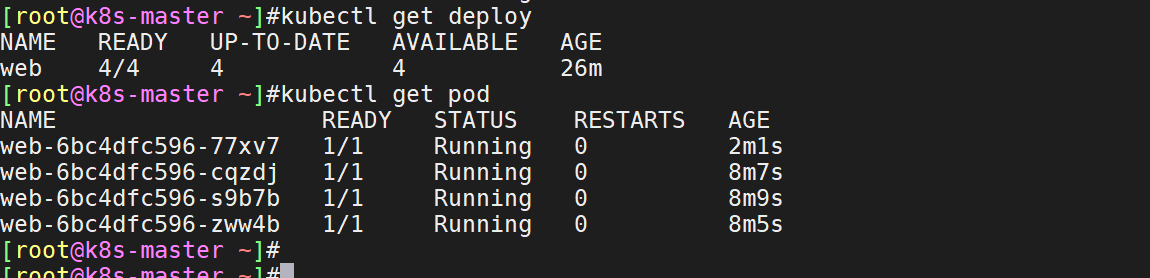 [root@k8s-master ~]#kubectl get deploy
NAME   READY   UP-TO-DATE   AVAILABLE   AGE
web    4/4     4            4           26m
[root@k8s-master ~]#kubectl get pod
NAME                   READY   STATUS    RESTARTS   AGE
web-6bc4dfc596-77xv7   1/1     Running   0          2m1s
web-6bc4dfc596-cqzdj   1/1     Running   0          8m7s
web-6bc4dfc596-s9b7b   1/1     Running   0          8m9s
web-6bc4dfc596-zww4b   1/1     Running   0          8m5s
[root@k8s-master ~]#
[root@k8s-master ~]#